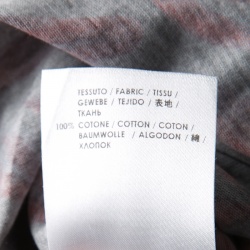 TESSUTO / FABRIC / TISSU /
GEWEBE / TEJIDO / 表地 /
ТКАНЬ
100% COTONE / COTTON / COTON /
BAUMWOLLE / ALGODON / 綿 /
ХЛОПОК